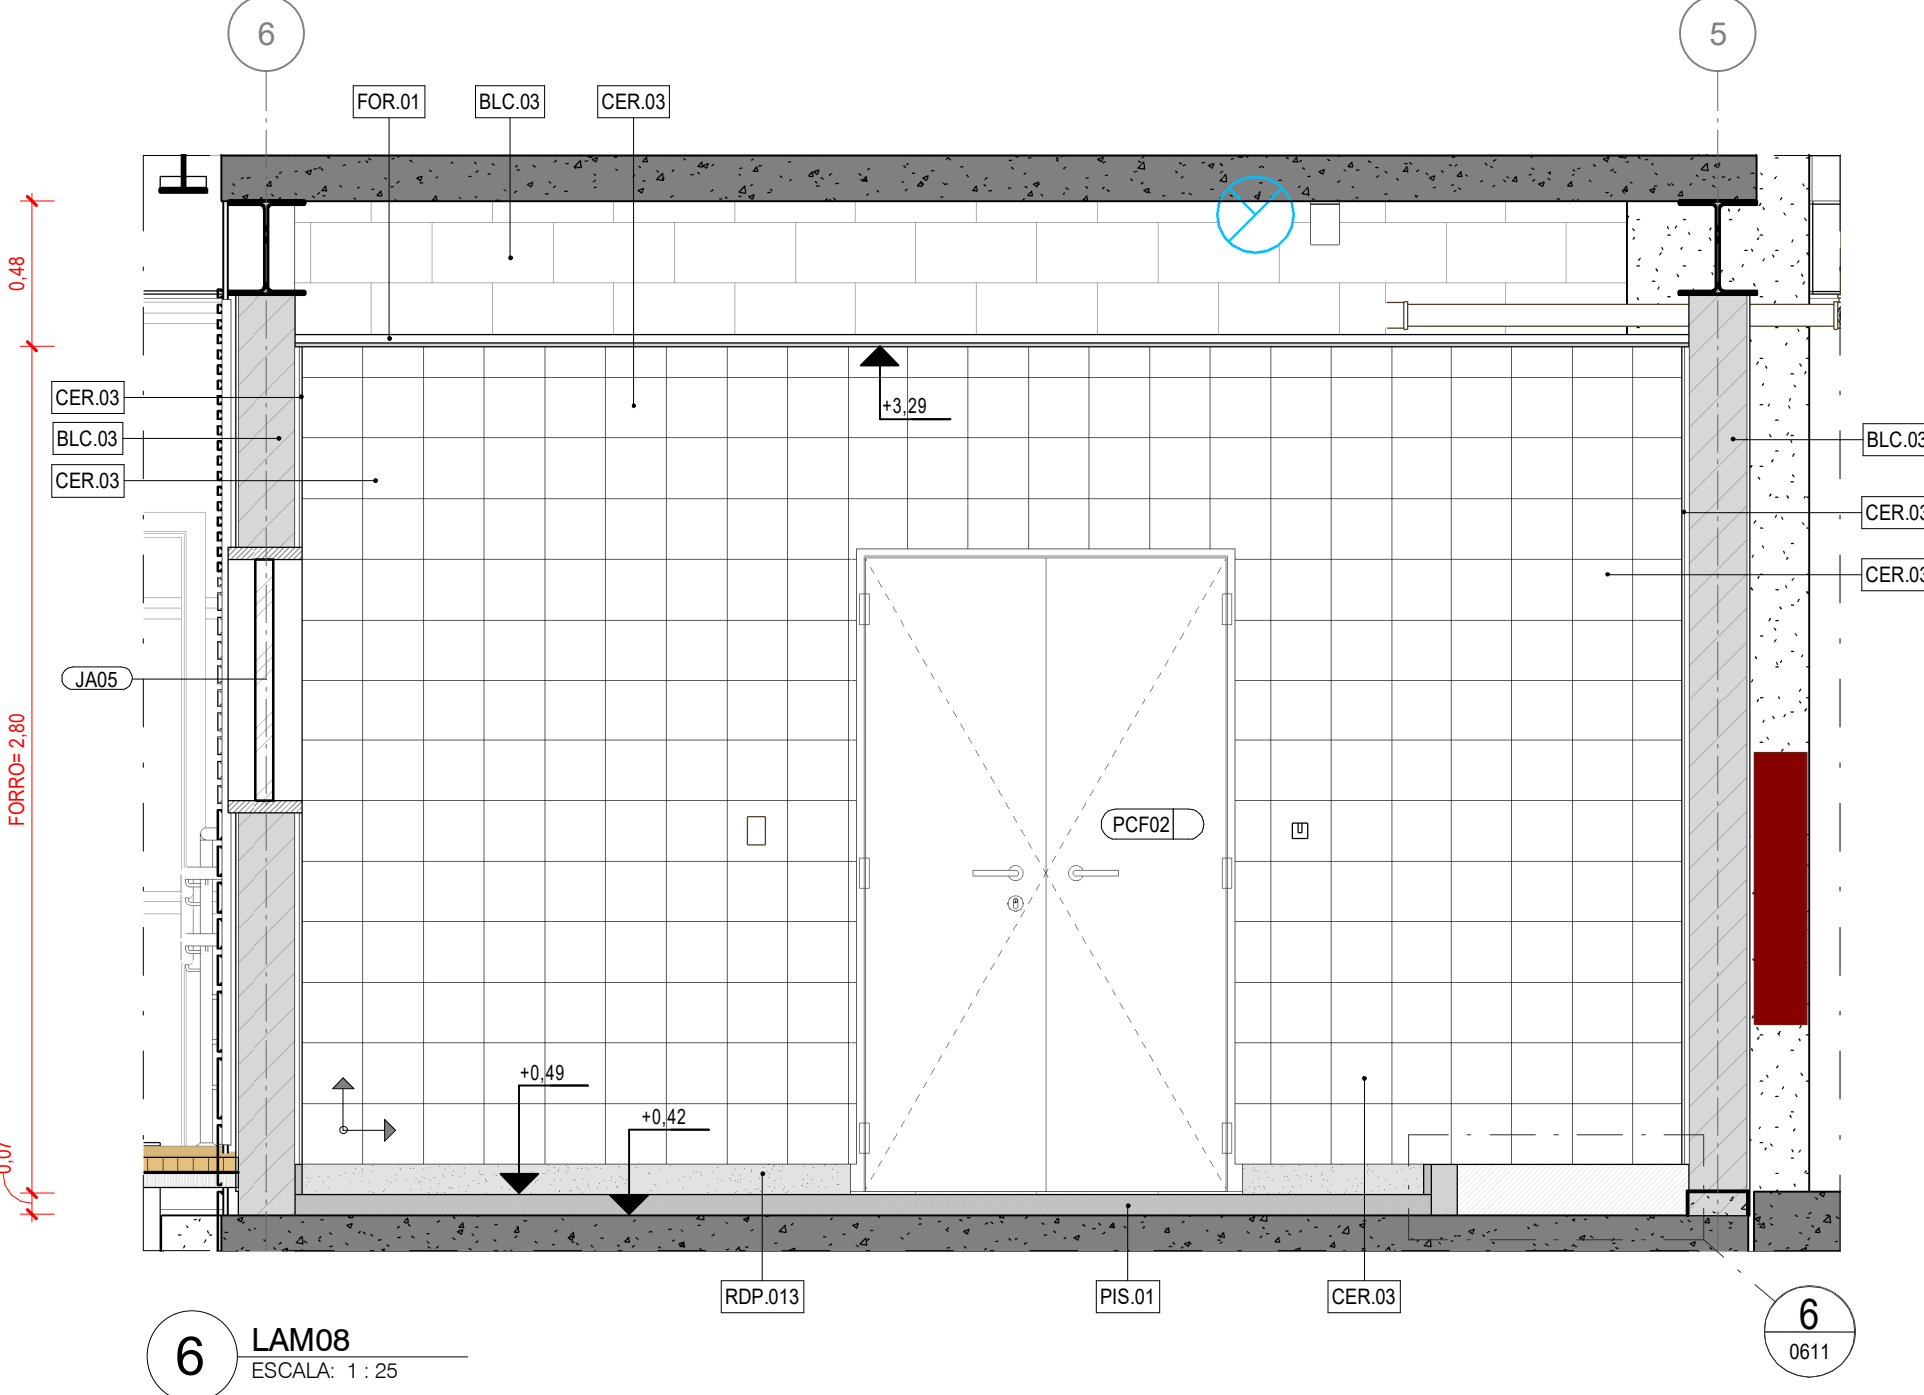 6
5
FOR.01
BLC.03
CER.03
0,48
CER.03
BLC.03
CER.03
+3,29
BLC.03
CER.03
CER.03
JA05
FORRO= 2,80
PCF02
+0,49
+0,42
0,07
RDP.013
PIS.01
CER.03
6
LAM08
ESCALA: 1 : 25
6
0611